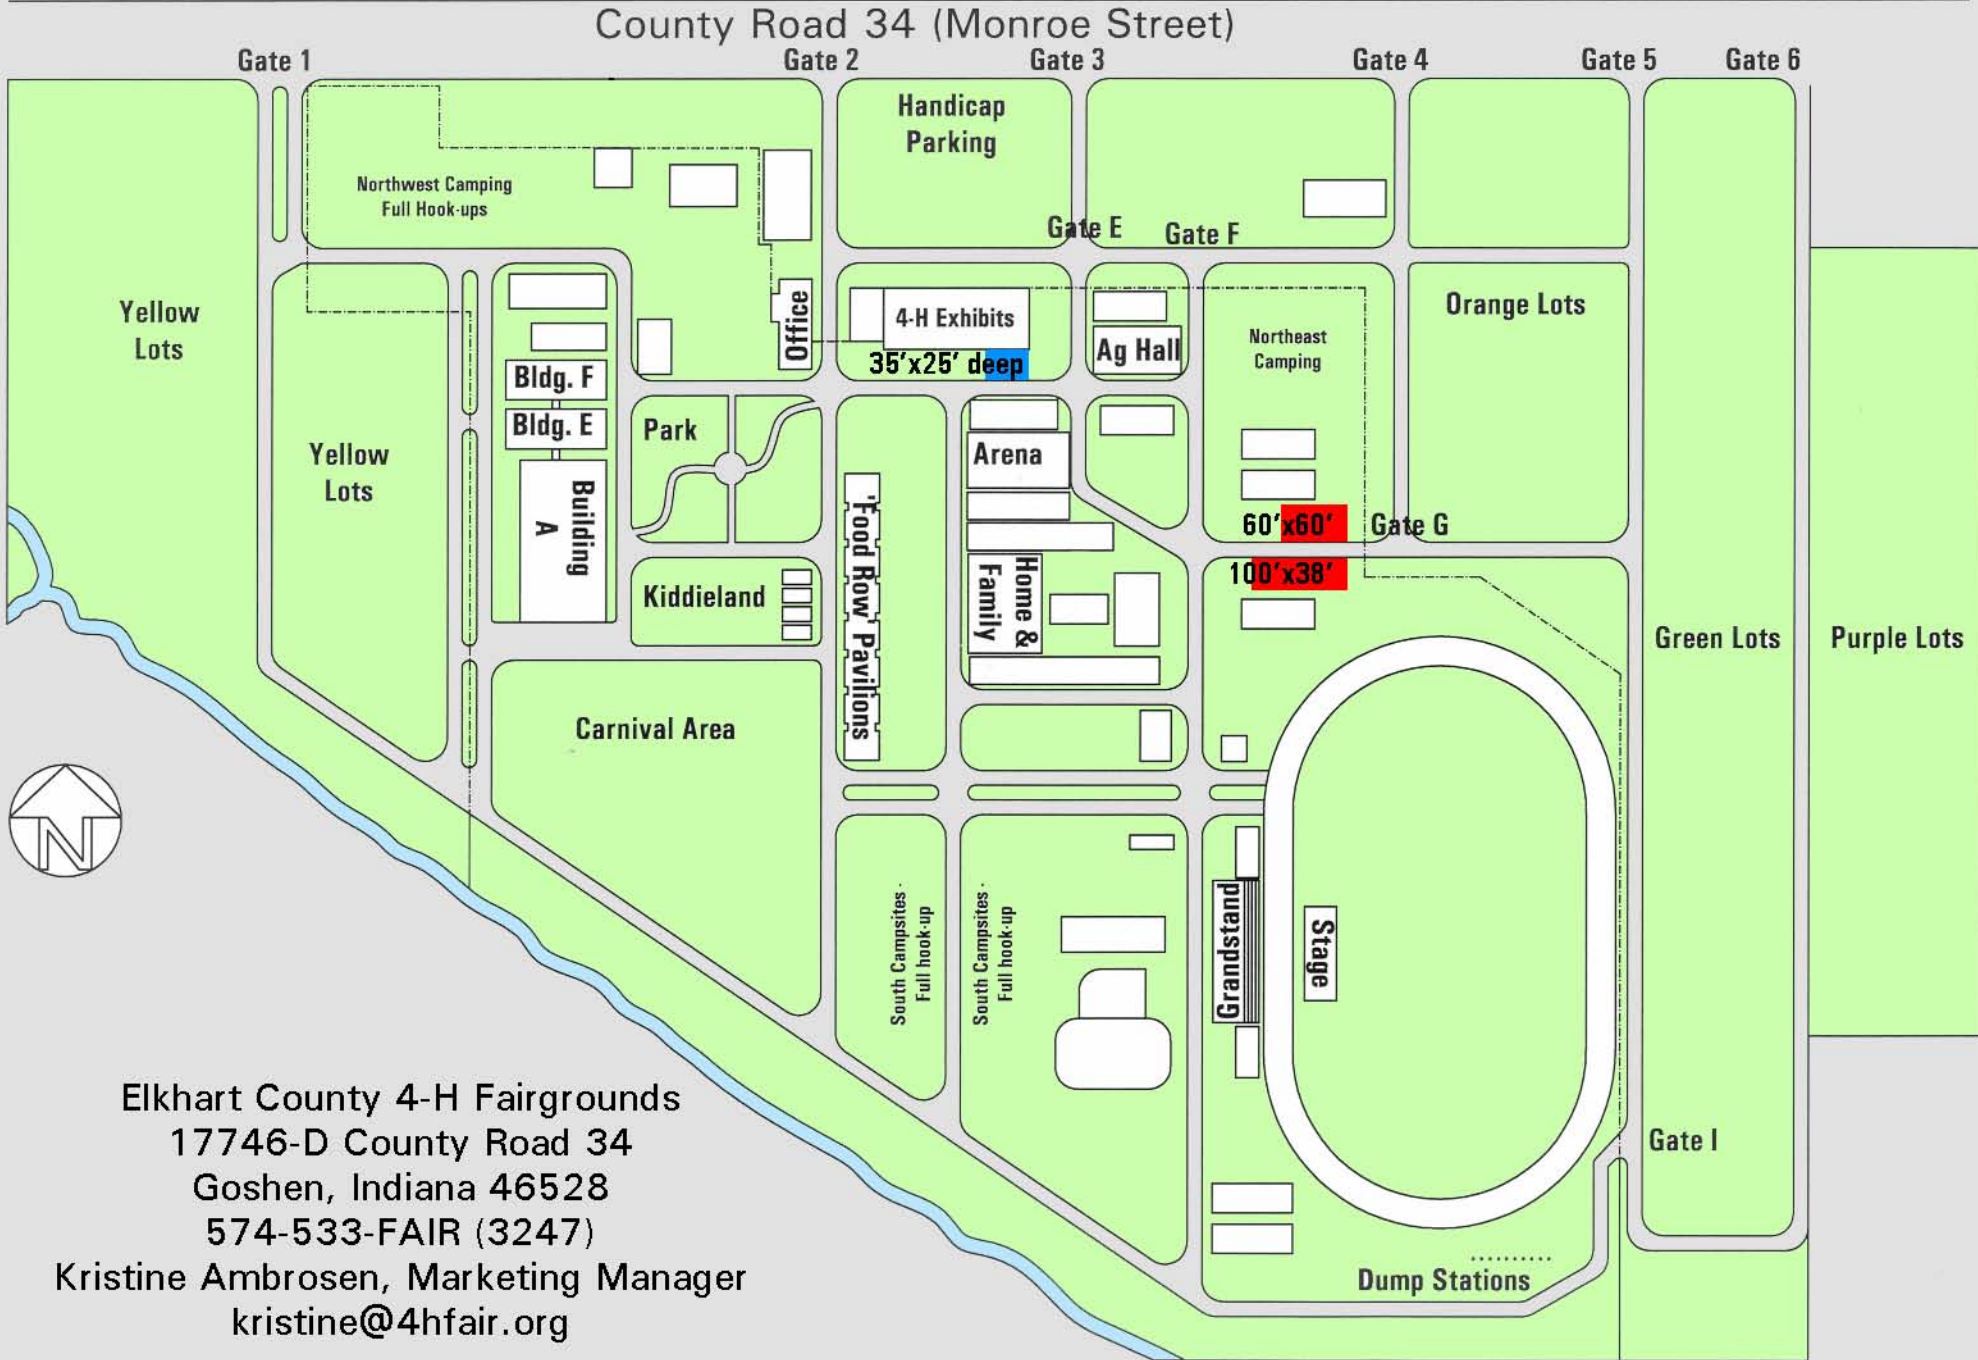 County Road 34 (Monroe Street)
Gate 1
Gate 2
Gate 3
Gate 4
Gate 5
Gate 6
Handicap
Parking
Northwest Camping
Full Hook-ups
Gate E
Gate F
Yellow
Lots
Office
4-H Exhibits
35'x25' deep
Ag Hall
Northeast
Camping
Orange Lots
Bldg. F
Bldg. E
Building
A
Park
Arena
Yellow
Lots
'Food Row' Pavilions
60'x60'
Gate G
100'x38'
Kiddieland
Home &
Family
Green Lots
Purple Lots
Carnival Area
N
South Campsites -
Full hook-up
South Campsites -
Full hook-up
Grandstand
Stage
Gate I
Dump Stations
Elkhart County 4-H Fairgrounds
17746-D County Road 34
Goshen, Indiana 46528
574-533-FAIR (3247)
Kristine Ambrosen, Marketing Manager
kristine@4hfair.org